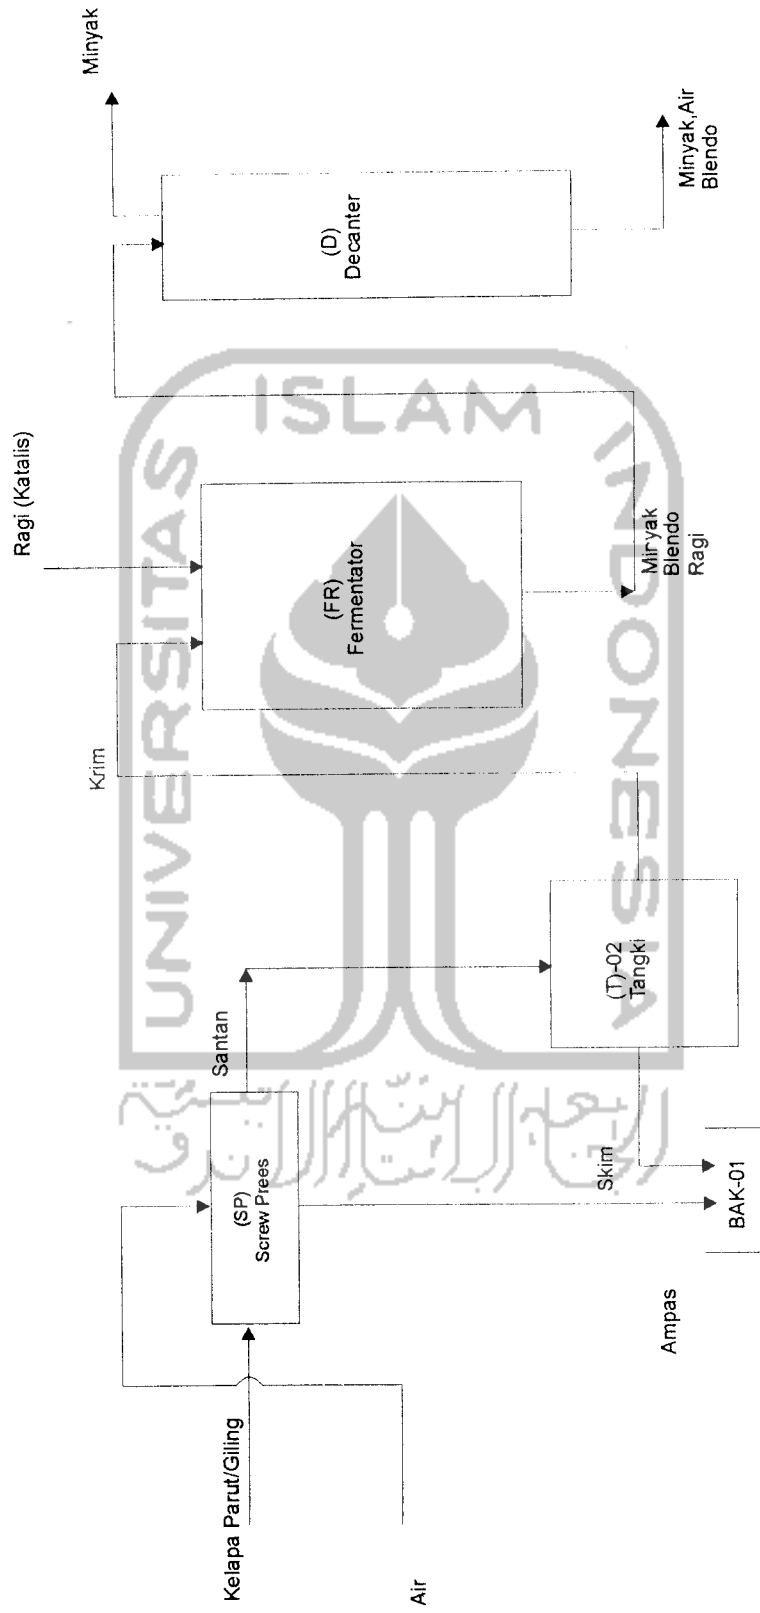 Minyak
(D)
Decanter
Minyak,Air
Blendo
Ragi (Katalis)
(FR)
Fermentator
Minyak
Blendo
Ragi
Krim
(T)-02
Tangki
Santan
(SP)
Screw Prees
Skim
BAK-01
Ampas
Kelapa Parut/Giling
Air
UNIVERSITAS
ISLAM
INDONESIA